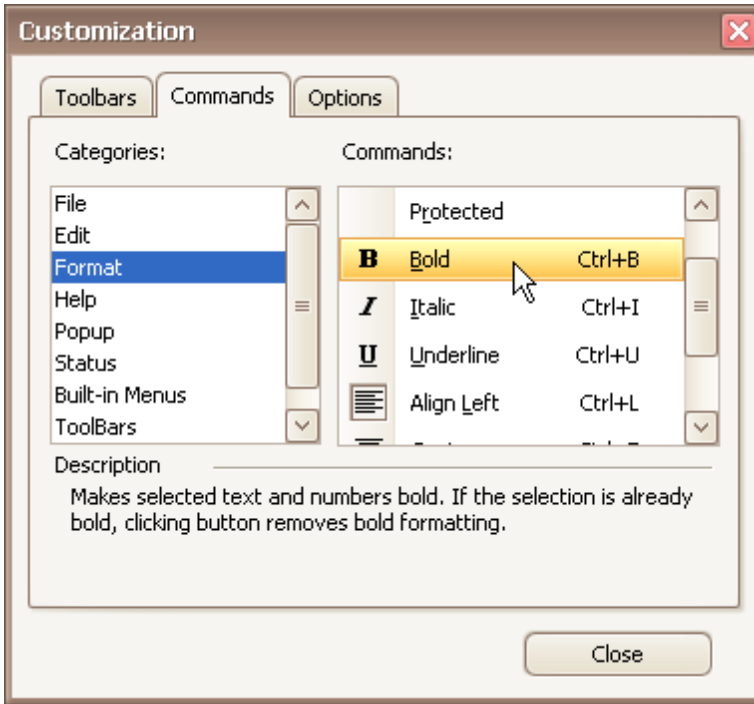 Customization
Toolbars Commands Options
Categories: Commands:
File
Edit
Format
Help
Popup
Status
Built-in Menus
ToolBars
Protected
B Bold Ctrl+B
I Italic Ctrl+I
U Underline Ctrl+U
Align Left Ctrl+L
Description
Makes selected text and numbers bold. If the selection is already
bold, clicking button removes bold formatting.
Close